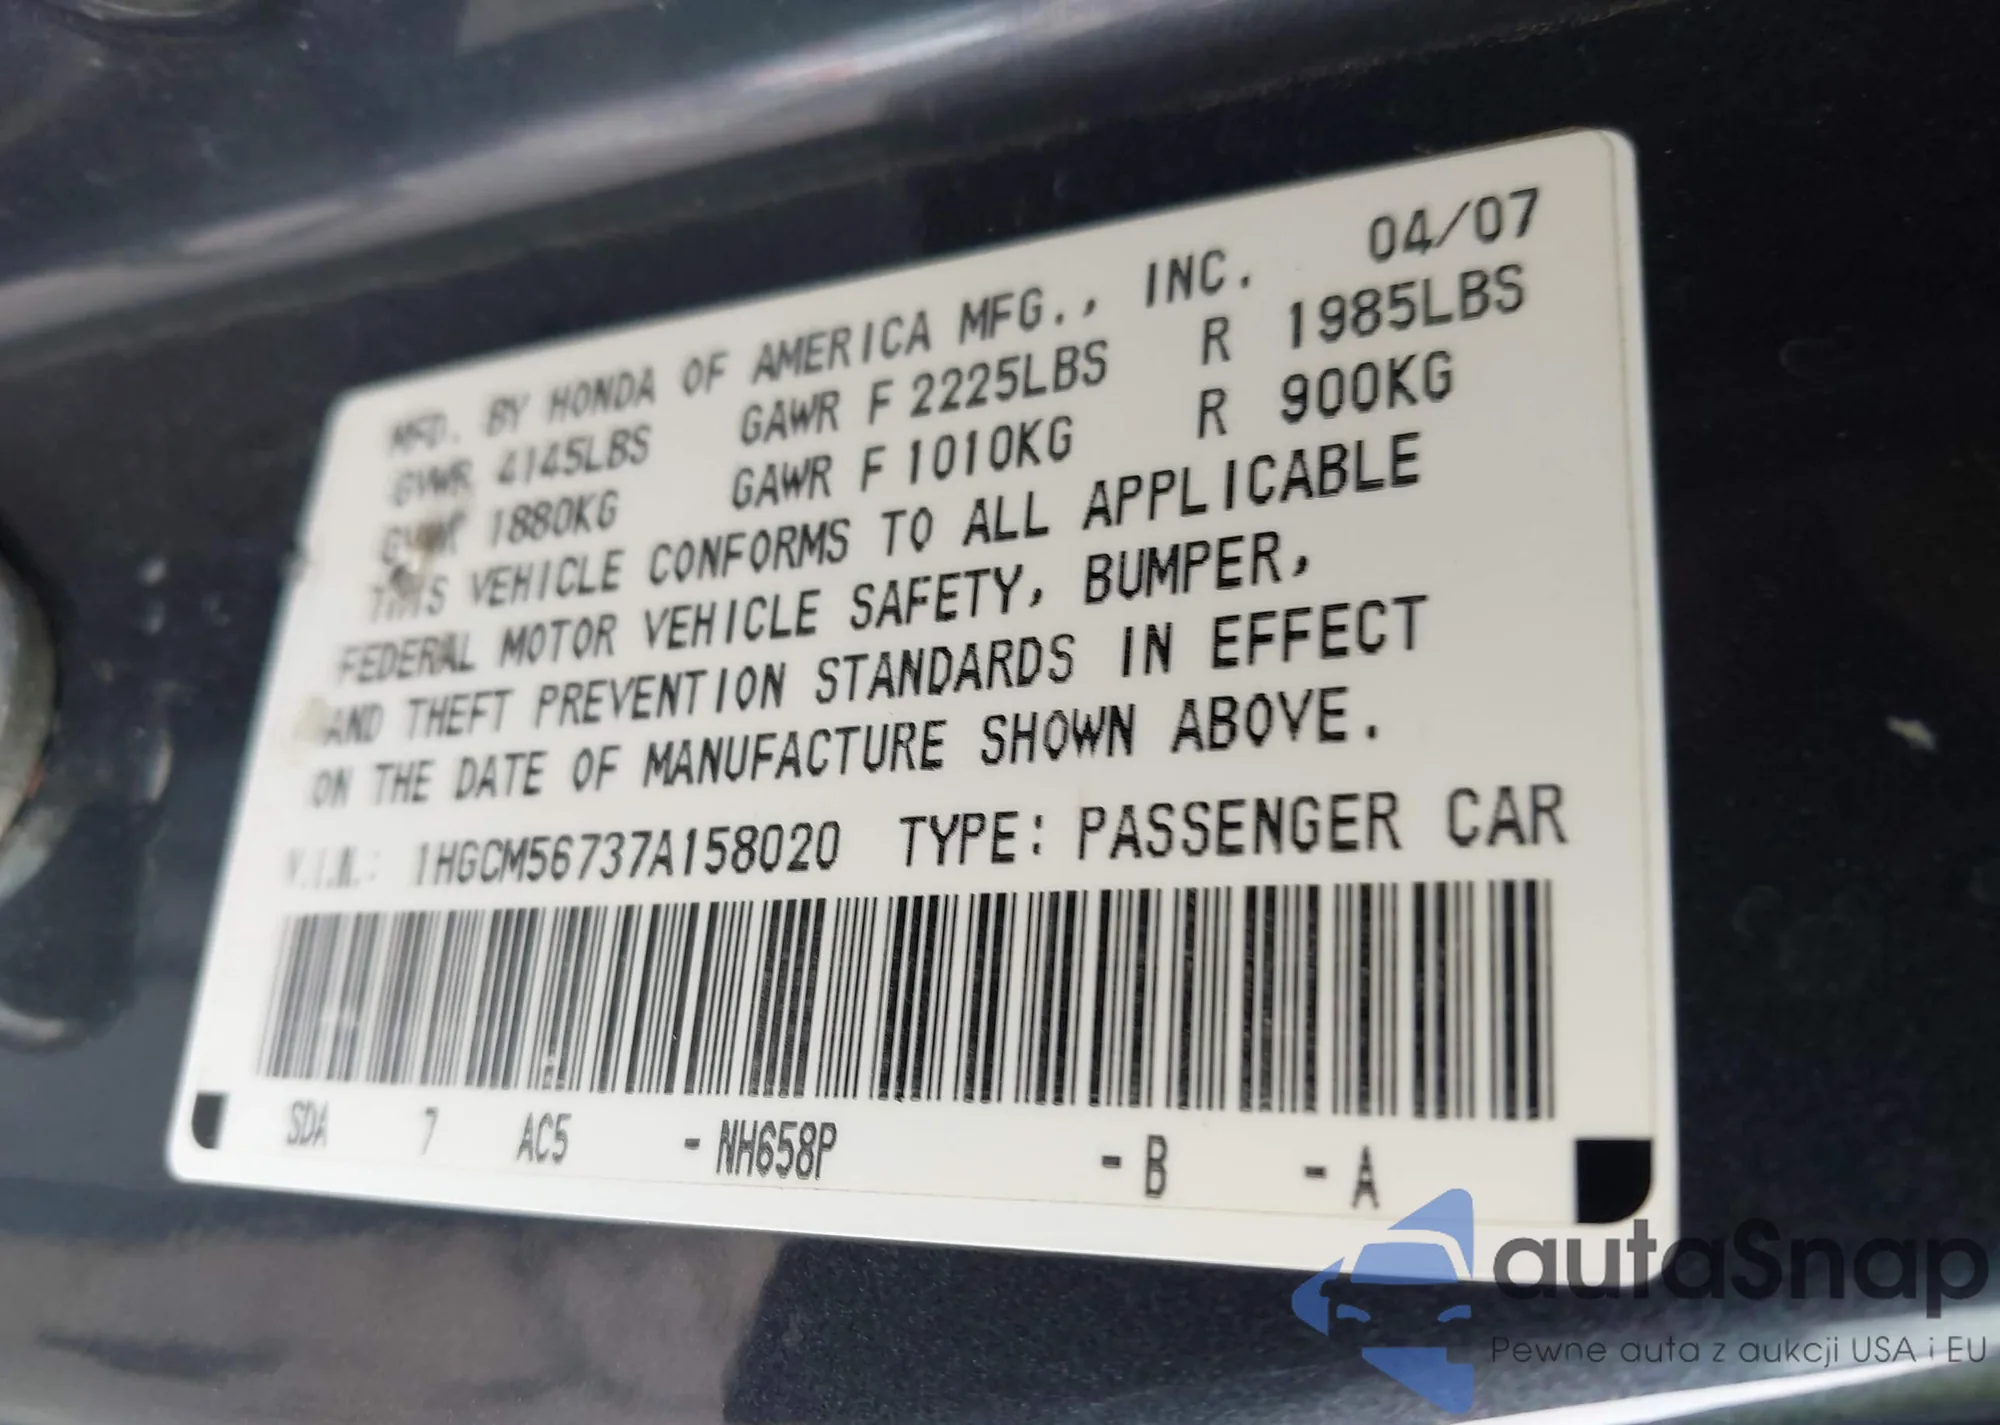 MFD. BY HONDA OF AMERICA MFG., INC. 04/07
GVWR 4145LBS GAWR F 2225LBS R 1985LBS
GVWR 1880KG GAWR F 1010KG R 900KG
THIS VEHICLE CONFORMS TO ALL APPLICABLE
FEDERAL MOTOR VEHICLE SAFETY, BUMPER,
AND THEFT PREVENTION STANDARDS IN EFFECT
ON THE DATE OF MANUFACTURE SHOWN ABOVE.
V.I.N.: 1HGCM56737A158020 TYPE: PASSENGER CAR
SDA 7 AC5 - NH658P - B - A
autaSnap
Pewne auta z aukcji USA i EU